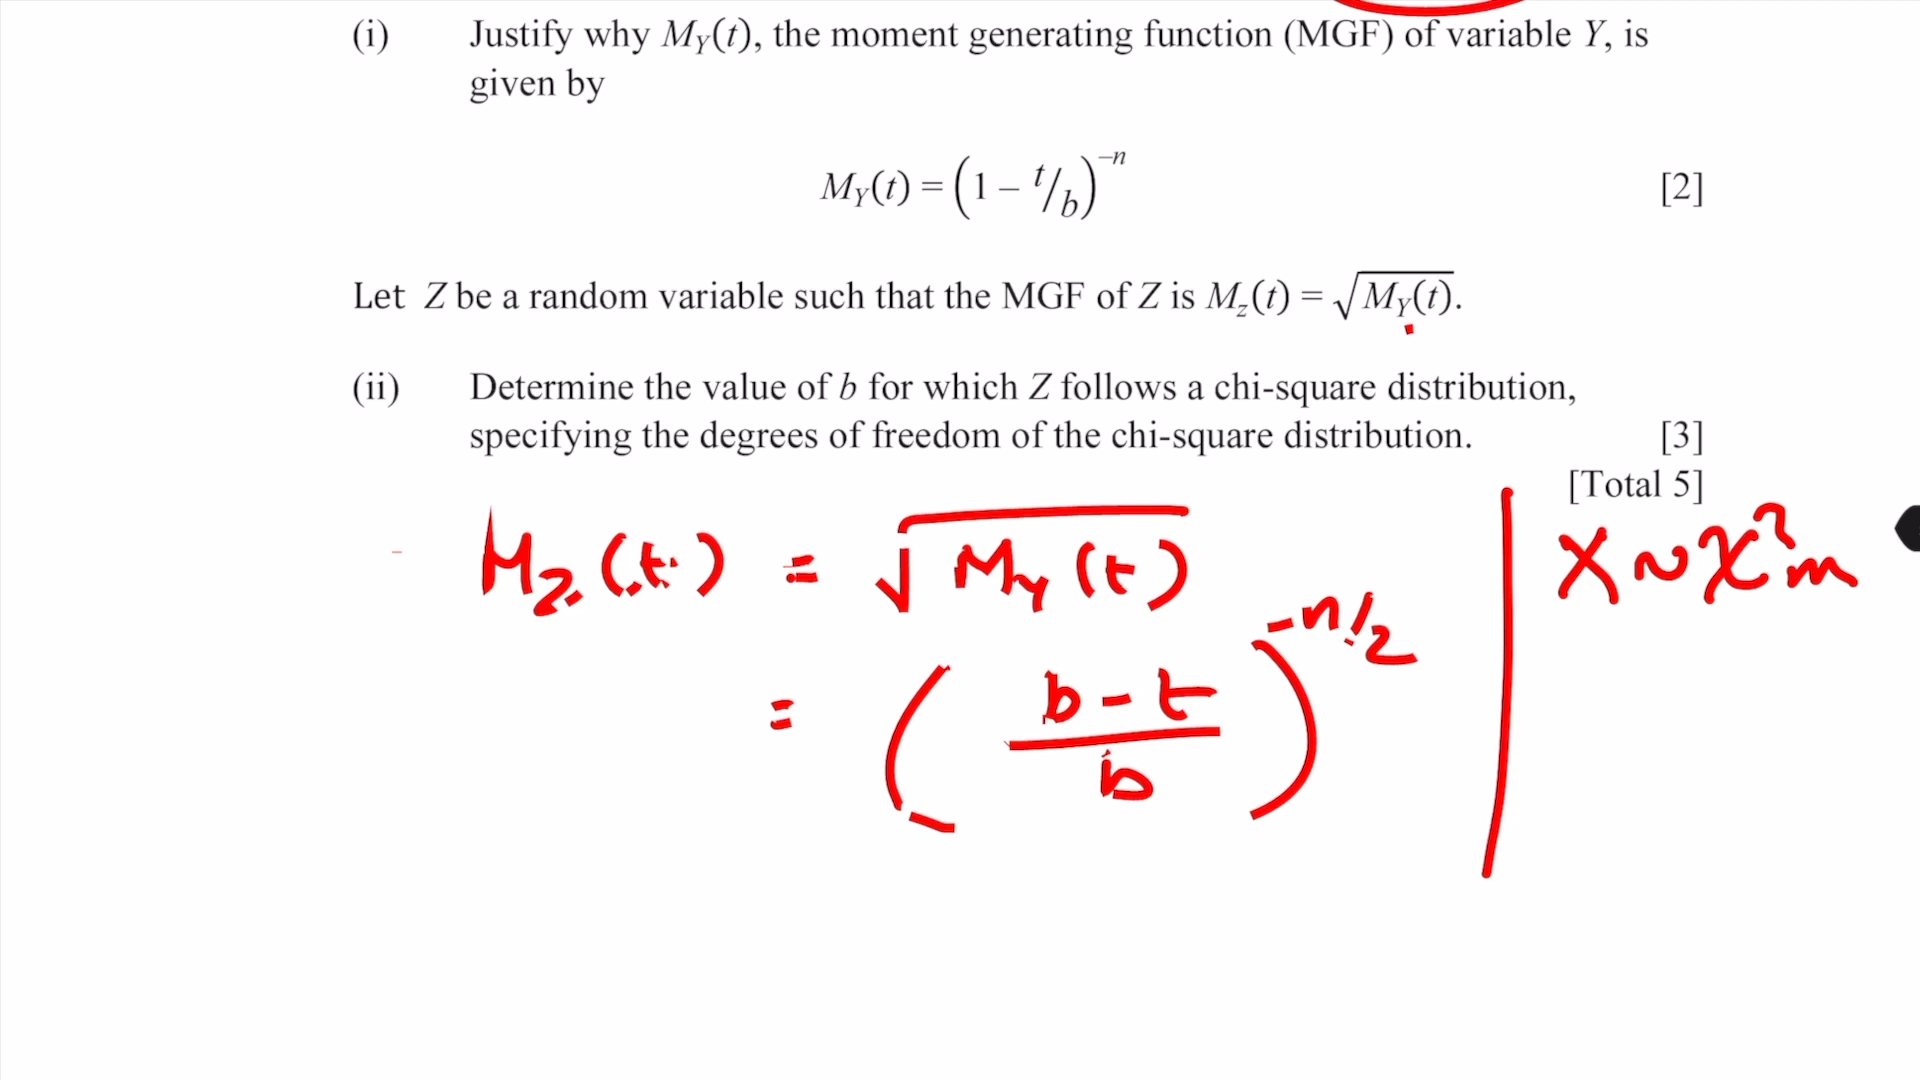 (i) Justify why M_Y(t), the moment generating function (MGF) of variable Y, is
given by
M_Y(t) = (1 – t/b)^–n [2]
Let Z be a random variable such that the MGF of Z is M_z(t) = √M_Y(t).
(ii) Determine the value of b for which Z follows a chi-square distribution,
specifying the degrees of freedom of the chi-square distribution. [3]
[Total 5]
M_Z(t) = √M_Y(t)
= ((b - t)/b)^-n/2
X ~ χ²_m